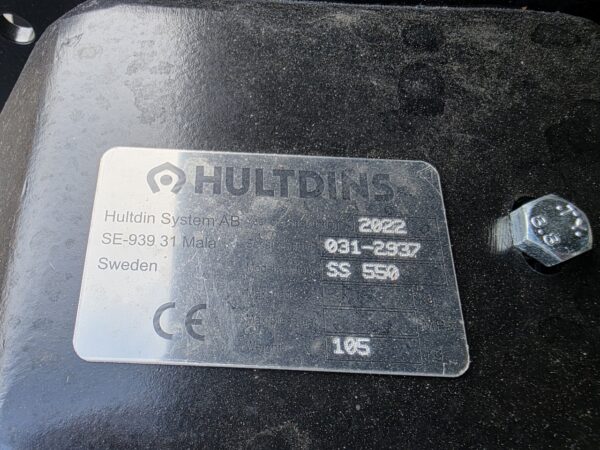 HULTDINS
Hultdin System AB
2022
SE-939 31 Malå
031-2937
Sweden
SS 550
CE
105
8.8